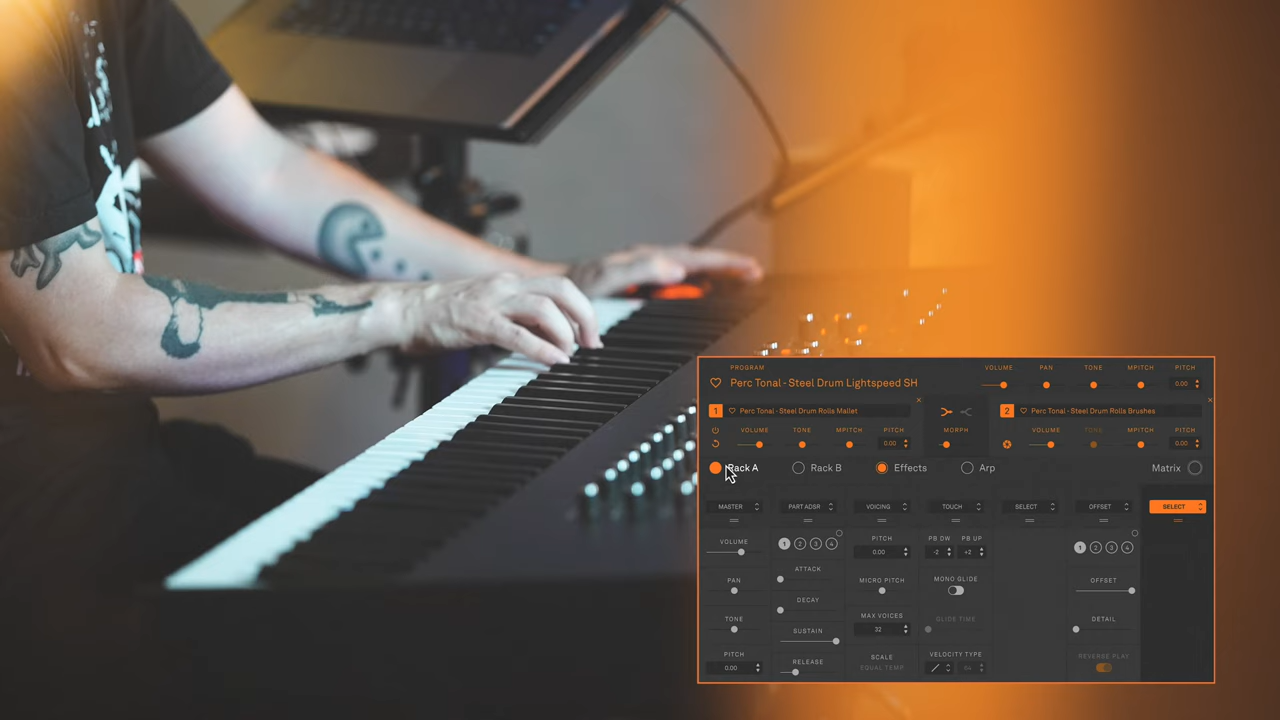 PROGRAM
Perc Tonal - Steel Drum Lightspeed SH
VOLUME PAN TONE MPITCH PITCH
0.00
1 Perc Tonal - Steel Drum Rolls Mallet
2 Perc Tonal - Steel Drum Rolls Brushes
VOLUME TONE MPITCH PITCH MORPH VOLUME TONE MPITCH PITCH
0.00 0.00
Rack A Rack B Effects Arp Matrix
MASTER PART ADSR VOICING TOUCH SELECT OFFSET SELECT
VOLUME 1 2 3 4 PITCH PB DW PB UP 1 2 3 4
0.00 -2 +2
ATTACK
PAN MICRO PITCH MONO GLIDE OFFSET
DECAY
TONE MAX VOICES GLIDE TIME DETAIL
SUSTAIN 32
PITCH RELEASE SCALE VELOCITY TYPE REVERSE PLAY
0.00 EQUAL TEMP 64